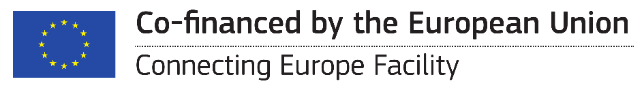 Co-financed by the European Union
Connecting Europe Facility